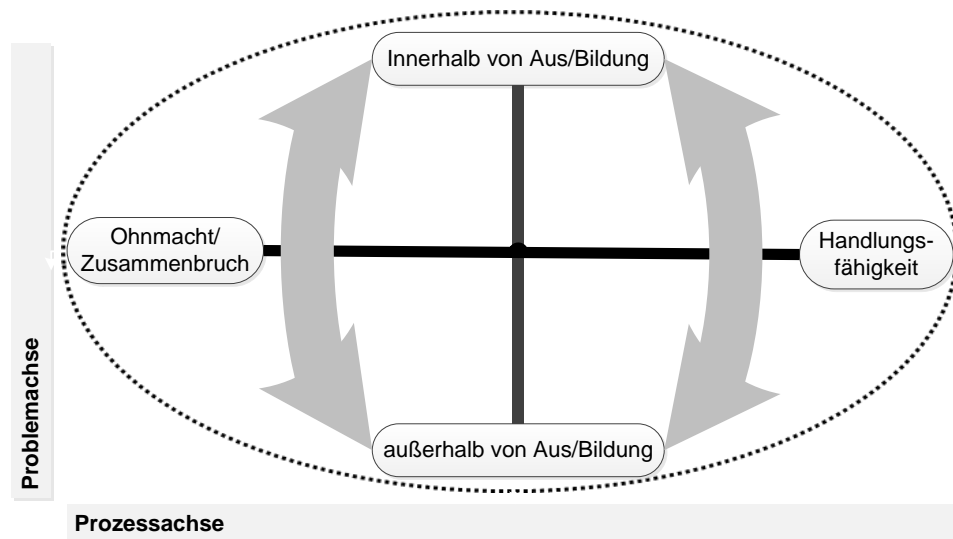 Innerhalb von Aus/Bildung
Ohnmacht/
Zusammenbruch
Handlungs-
fähigkeit
außerhalb von Aus/Bildung
Problemachse
Prozessachse